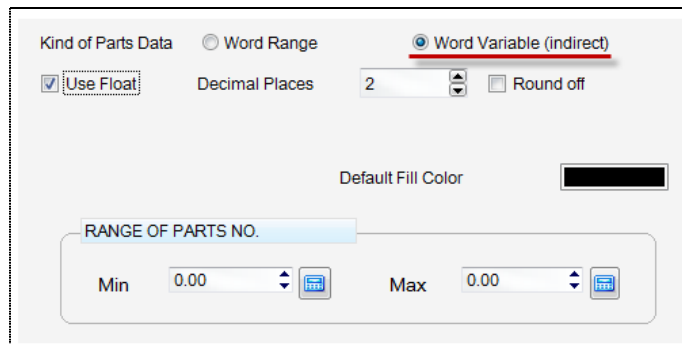 Kind of Parts Data Word Range Word Variable (indirect)
Use Float Decimal Places 2 Round off
Default Fill Color
RANGE OF PARTS NO.
Min 0.00 Max 0.00